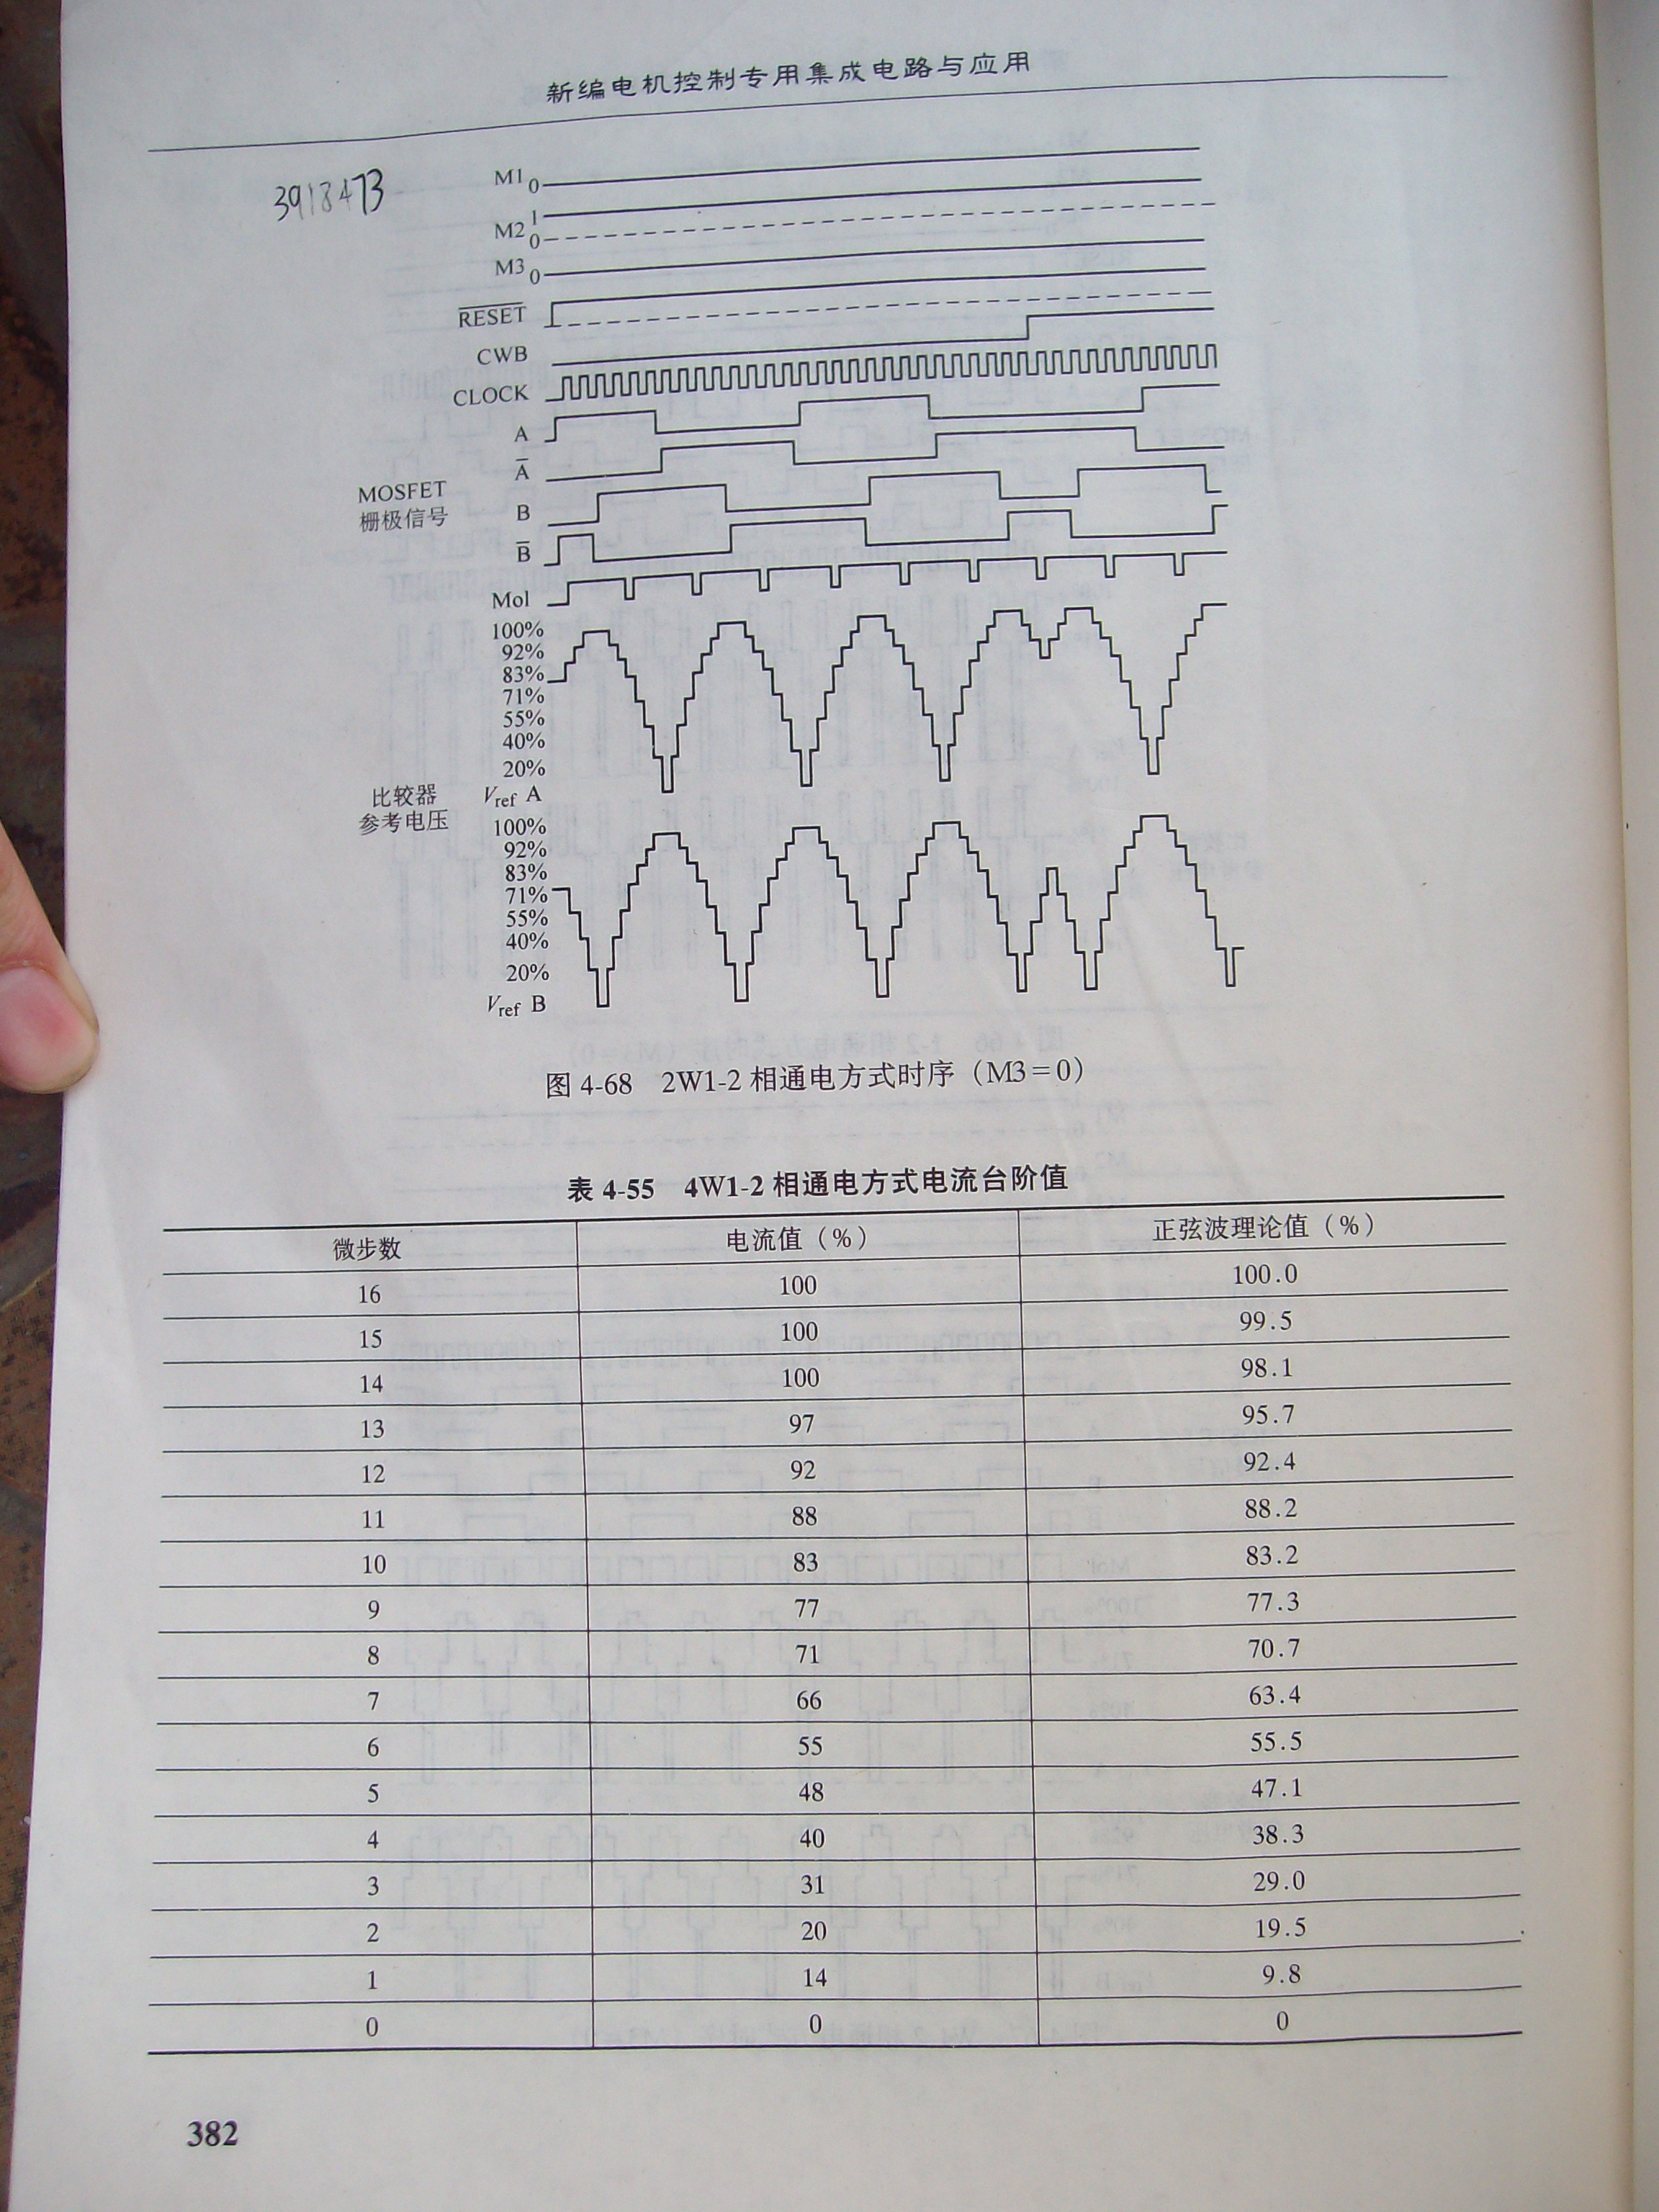 新编电机控制专用集成电路与应用
3918473
M1 0
M2 1
0
M3 0
RESET
CWB
CLOCK
A
A̅
MOSFET
栅极信号
B
B̅
Mol
100%
92%
83%
71%
55%
40%
20%
比较器
参考电压
Vref A
100%
92%
83%
71%
55%
40%
20%
Vref B
图 4-68 2W1-2 相通电方式时序（M3=0）
表 4-55 4W1-2 相通电方式电流台阶值
微步数 电流值（%） 正弦波理论值（%）
16 100 100.0
15 100 99.5
14 100 98.1
13 97 95.7
12 92 92.4
11 88 88.2
10 83 83.2
9 77 77.3
8 71 70.7
7 66 63.4
6 55 55.5
5 48 47.1
4 40 38.3
3 31 29.0
2 20 19.5
1 14 9.8
0 0 0
382